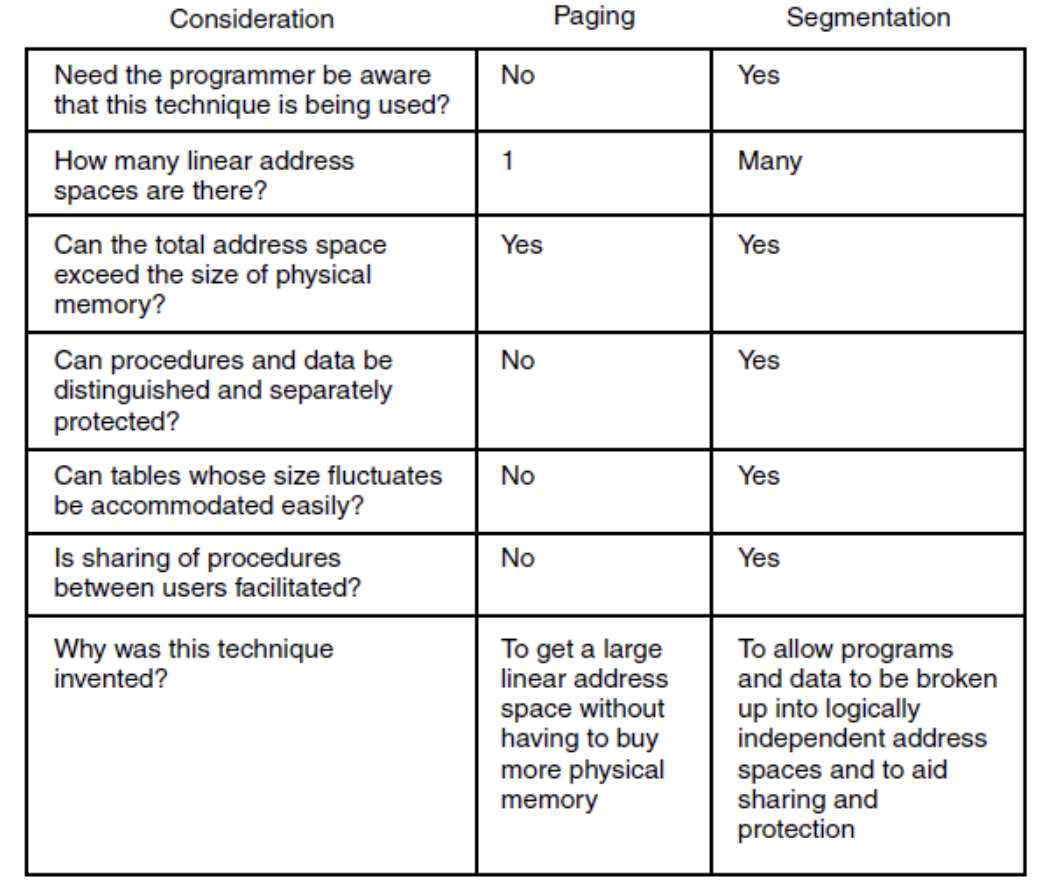 Consideration Paging Segmentation
Need the programmer be aware
that this technique is being used?
No
Yes
How many linear address
spaces are there?
1
Many
Can the total address space
exceed the size of physical
memory?
Yes
Yes
Can procedures and data be
distinguished and separately
protected?
No
Yes
Can tables whose size fluctuates
be accommodated easily?
No
Yes
Is sharing of procedures
between users facilitated?
No
Yes
Why was this technique
invented?
To get a large
linear address
space without
having to buy
more physical
memory
To allow programs
and data to be broken
up into logically
independent address
spaces and to aid
sharing and
protection